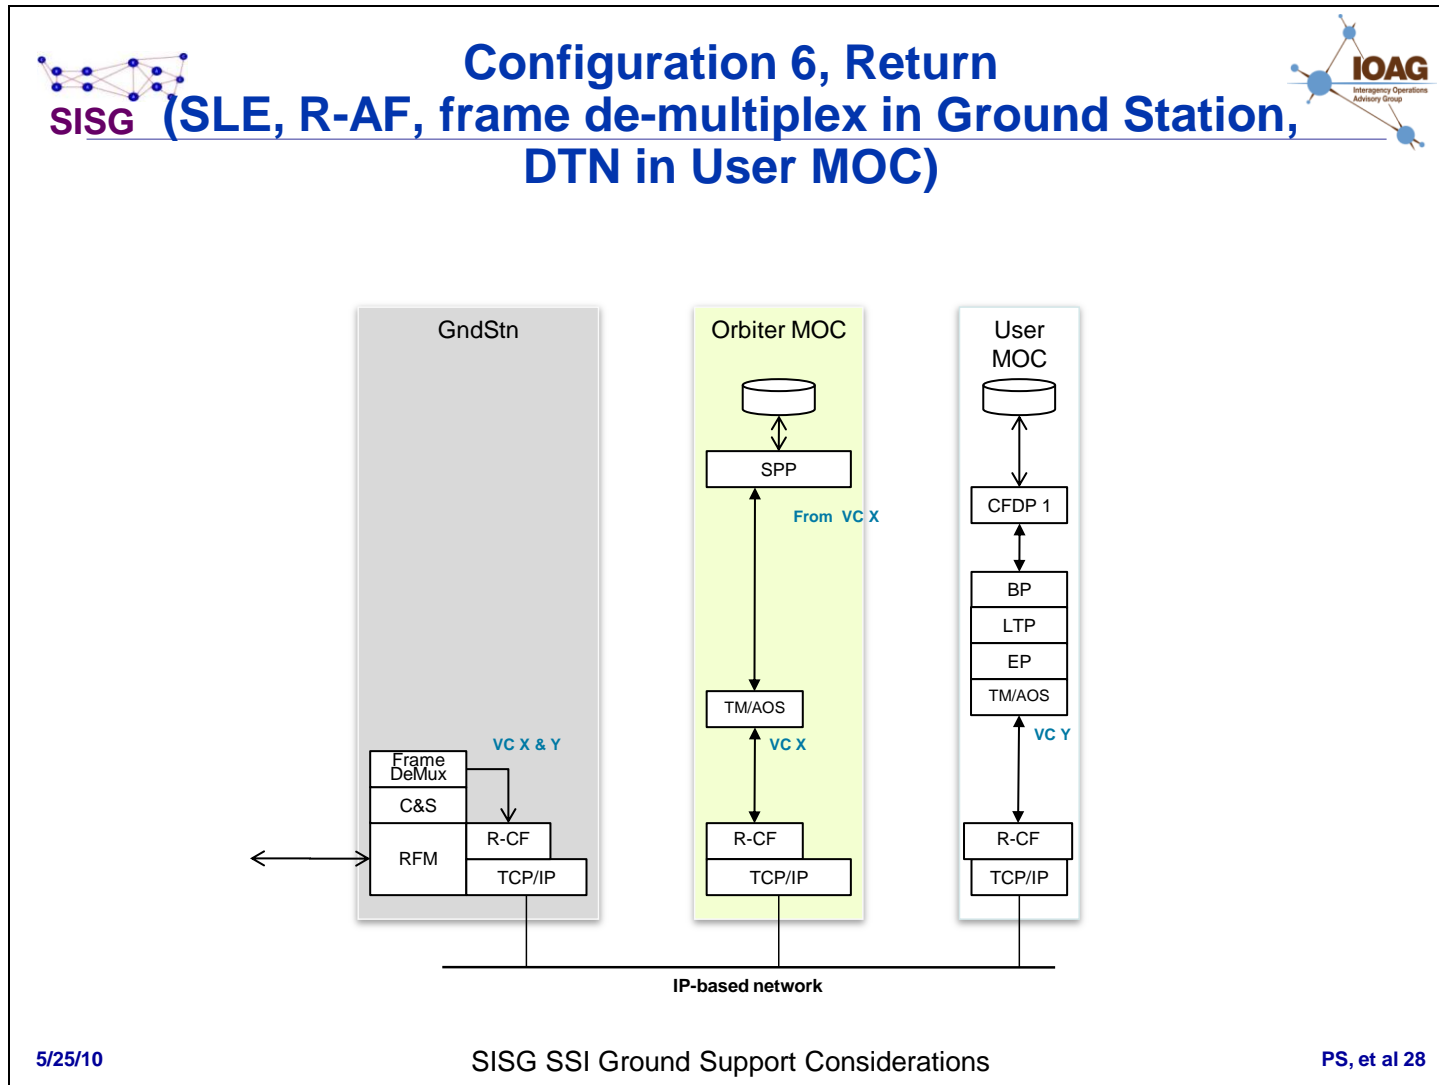 Configuration 6, Return
(SLE, R-AF, frame de-multiplex in Ground Station,
DTN in User MOC)
SISG
IOAG
Interagency Operations
Advisory Group
GndStn
Orbiter MOC
User
MOC
SPP
From VC X
CFDP 1
BP
LTP
EP
TM/AOS
TM/AOS
VC X & Y
VC X
VC Y
Frame
DeMux
C&S
RFM
R-CF
TCP/IP
R-CF
TCP/IP
R-CF
TCP/IP
IP-based network
5/25/10
SISG SSI Ground Support Considerations
PS, et al 28